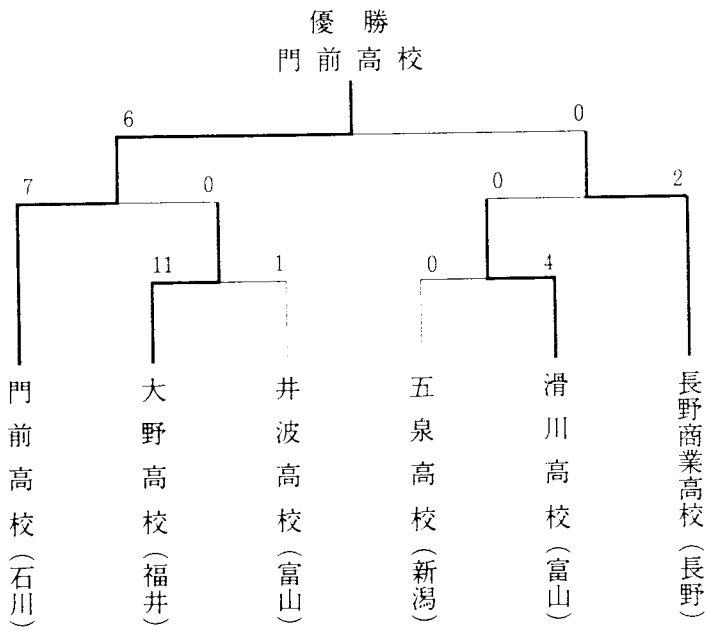 優勝
門前高校
6
0
7
0
0
2
11
1
0
4
門前高校(石川)
大野高校(福井)
井波高校(富山)
五泉高校(新潟)
滑川高校(富山)
長野商業高校(長野)